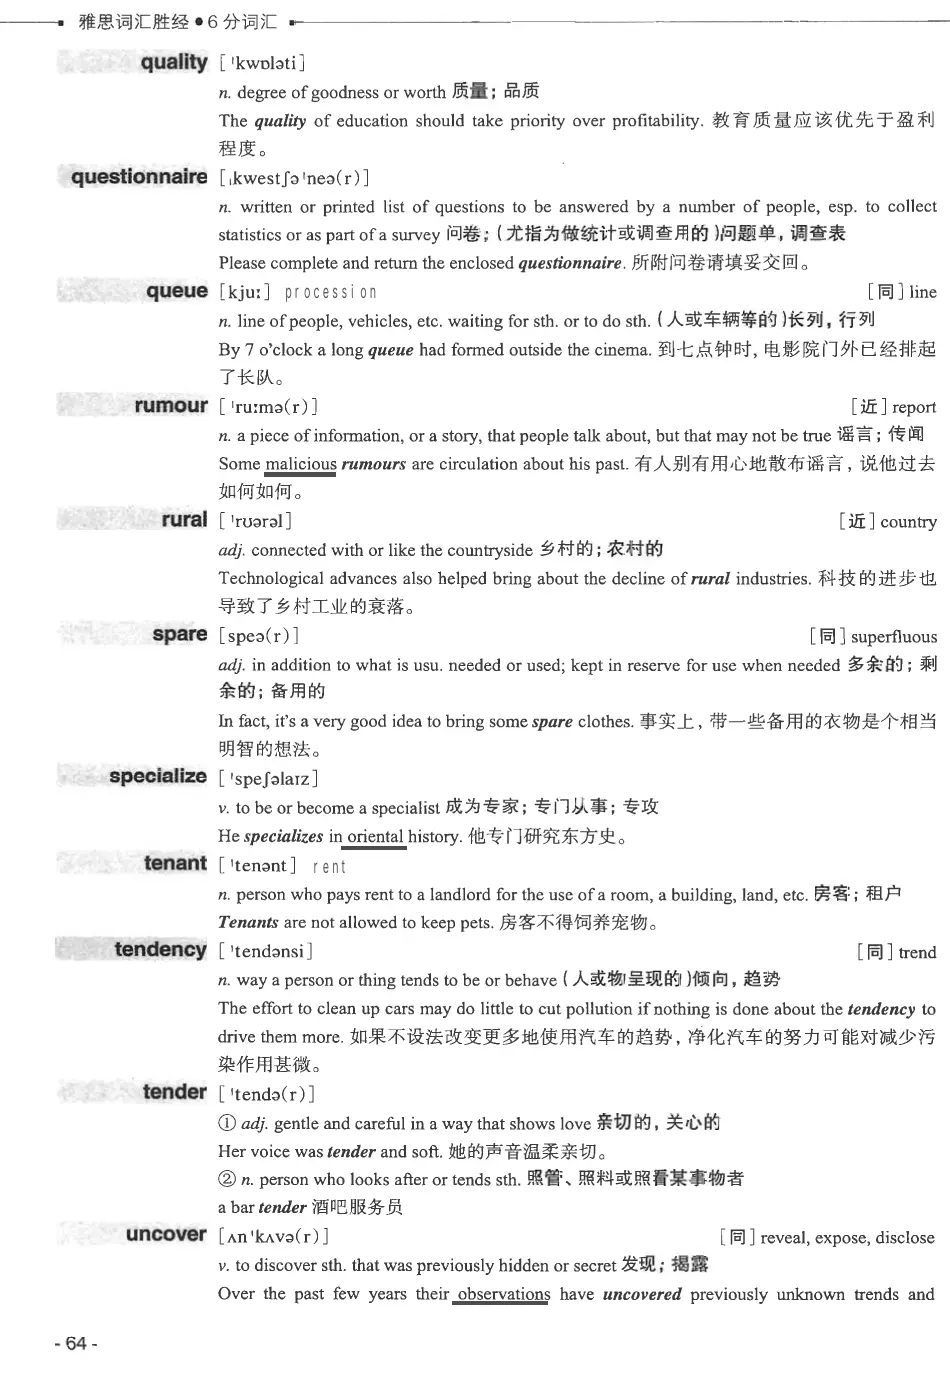 雅思词汇胜经●6分词汇
quality [ˈkwɒləti]
n. degree of goodness or worth 质量；品质
The quality of education should take priority over profitability. 教育质量应该优先于盈利
程度。
questionnaire [ˌkwestʃəˈneə(r)]
n. written or printed list of questions to be answered by a number of people, esp. to collect
statistics or as part of a survey 问卷；(尤指为做统计或调查用的)问题单，调查表
Please complete and return the enclosed questionnaire. 所附问卷请填妥交回。
queue [kjuː] procession [同] line
n. line of people, vehicles, etc. waiting for sth. or to do sth. (人或车辆等的)长列，行列
By 7 o'clock a long queue had formed outside the cinema. 到七点钟时，电影院门外已经排起
了长队。
rumour [ˈruːmə(r)] [近] report
n. a piece of information, or a story, that people talk about, but that may not be true 谣言；传闻
Some malicious rumours are circulation about his past. 有人别有用心地散布谣言，说他过去
如何如何。
rural [ˈrʊərəl] [近] country
adj. connected with or like the countryside 乡村的；农村的
Technological advances also helped bring about the decline of rural industries. 科技的进步也
导致了乡村工业的衰落。
spare [speə(r)] [同] superfluous
adj. in addition to what is usu. needed or used; kept in reserve for use when needed 多余的；剩
余的；备用的
In fact, it's a very good idea to bring some spare clothes. 事实上，带一些备用的衣物是个相当
明智的想法。
specialize [ˈspeʃəlaɪz]
v. to be or become a specialist 成为专家；专门从事；专攻
He specializes in oriental history. 他专门研究东方史。
tenant [ˈtenənt] rent
n. person who pays rent to a landlord for the use of a room, a building, land, etc. 房客；租户
Tenants are not allowed to keep pets. 房客不得饲养宠物。
tendency [ˈtendənsi] [同] trend
n. way a person or thing tends to be or behave (人或物呈现的)倾向，趋势
The effort to clean up cars may do little to cut pollution if nothing is done about the tendency to
drive them more. 如果不设法改变更多地使用汽车的趋势，净化汽车的努力可能对减少污
染作用甚微。
tender [ˈtendə(r)]
① adj. gentle and careful in a way that shows love 亲切的，关心的
Her voice was tender and soft. 她的声音温柔亲切。
② n. person who looks after or tends sth. 照管、照料或照看某事物者
a bar tender 酒吧服务员
uncover [ʌnˈkʌvə(r)] [同] reveal, expose, disclose
v. to discover sth. that was previously hidden or secret 发现；揭露
Over the past few years their observations have uncovered previously unknown trends and
- 64 -